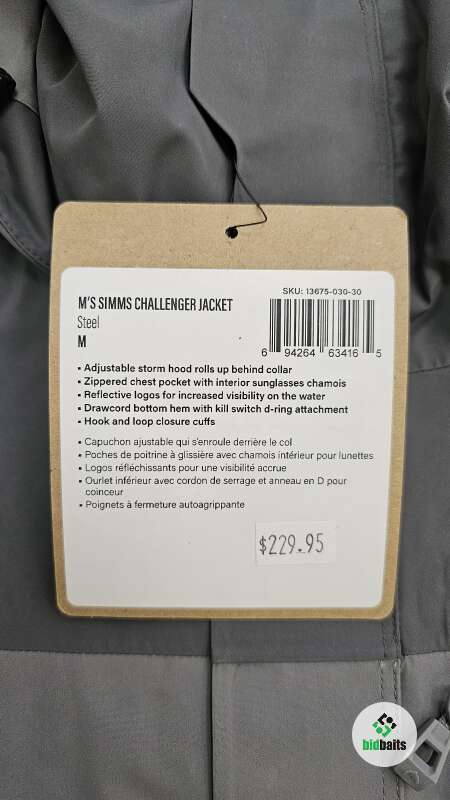 SKU: 13675-030-30
M'S SIMMS CHALLENGER JACKET
Steel
M
6 94264 63416 5
• Adjustable storm hood rolls up behind collar
• Zippered chest pocket with interior sunglasses chamois
• Reflective logos for increased visibility on the water
• Drawcord bottom hem with kill switch d-ring attachment
• Hook and loop closure cuffs
• Capuchon ajustable qui s'enroule derrière le col
• Poches de poitrine à glissière avec chamois intérieur pour lunettes
• Logos réfléchissants pour une visibilité accrue
• Ourlet inférieur avec cordon de serrage et anneau en D pour
coinceur
• Poignets à fermeture autoagrippante
$229.95
bidbaits